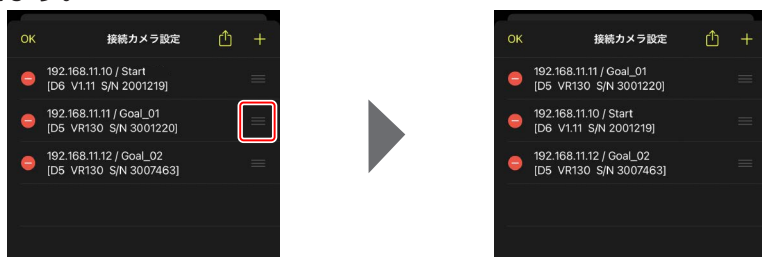 OK 接続カメラ設定
192.168.11.10 / Start
[D6 V1.11 S/N 2001219]
192.168.11.11 / Goal_01
[D5 VR130 S/N 3001220]
192.168.11.12 / Goal_02
[D5 VR130 S/N 3007463]
OK 接続カメラ設定
192.168.11.11 / Goal_01
[D5 VR130 S/N 3001220]
192.168.11.10 / Start
[D6 V1.11 S/N 2001219]
192.168.11.12 / Goal_02
[D5 VR130 S/N 3007463]